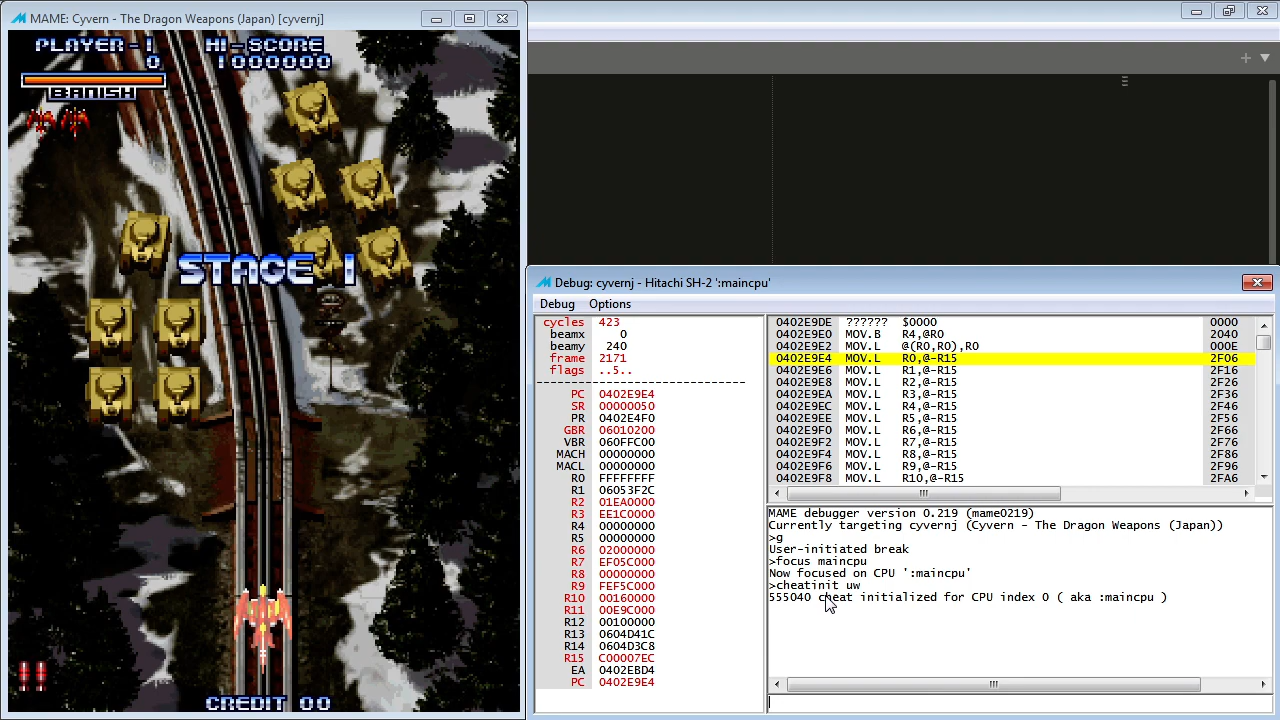 MAME: Cyvern - The Dragon Weapons (Japan) [cyvernj]
PLAYER-1 HI-SCORE
0 1000000
BANISH
STAGE 1
CREDIT 00
Debug: cyvernj - Hitachi SH-2 ':maincpu'
Debug Options
cycles 423
beamx 0
beamy 240
frame 2171
flags ..5..
-----------------------------
PC 0402E9E4
SR 00000050
PR 0402E4F0
GBR 06010200
VBR 060FFC00
MACH 00000000
MACL 00000000
R0 FFFFFFFF
R1 06053F2C
R2 01EA0000
R3 EE1C0000
R4 00000000
R5 00000000
R6 02000000
R7 EF05C000
R8 00000000
R9 FEF5C000
R10 00160000
R11 00E9C000
R12 00100000
R13 0604D41C
R14 0604D3C8
R15 C00007EC
EA 0402EBD4
PC 0402E9E4
0402E9DE ?????? $0000 0000
0402E9E0 MOV.B R4,@R0 2040
0402E9E2 MOV.L @(R0,R0),R0 000E
0402E9E4 MOV.L R0,@-R15 2F06
0402E9E6 MOV.L R1,@-R15 2F16
0402E9E8 MOV.L R2,@-R15 2F26
0402E9EA MOV.L R3,@-R15 2F36
0402E9EC MOV.L R4,@-R15 2F46
0402E9EE MOV.L R5,@-R15 2F56
0402E9F0 MOV.L R6,@-R15 2F66
0402E9F2 MOV.L R7,@-R15 2F76
0402E9F4 MOV.L R8,@-R15 2F86
0402E9F6 MOV.L R9,@-R15 2F96
0402E9F8 MOV.L R10,@-R15 2FA6
MAME debugger version 0.219 (mame0219)
Currently targeting cyvernj (Cyvern - The Dragon Weapons (Japan))
>g
User-initiated break
>focus maincpu
Now focused on CPU ':maincpu'
>cheatinit uw
555040 cheat initialized for CPU index 0 ( aka :maincpu )